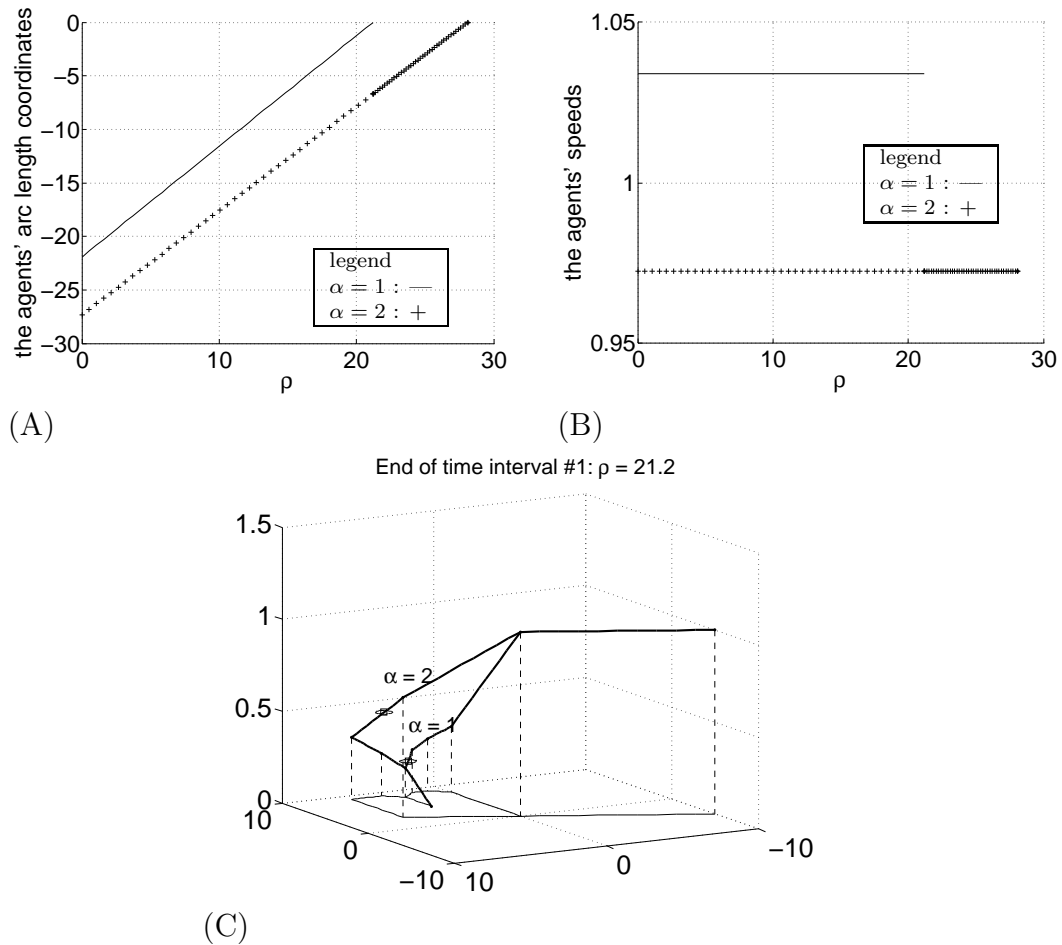 the agents' arc length coordinates
0
−5
−10
−15
−20
−25
−30
0
10
20
30
ρ
legend
α = 1 : —
α = 2 : +
(A)
the agents' speeds
1.05
1
0.95
0
10
20
30
ρ
legend
α = 1 : —
α = 2 : +
(B)
End of time interval #1: ρ = 21.2
1.5
1
0.5
0
10
0
−10
10
0
−10
α = 2
α = 1
(C)